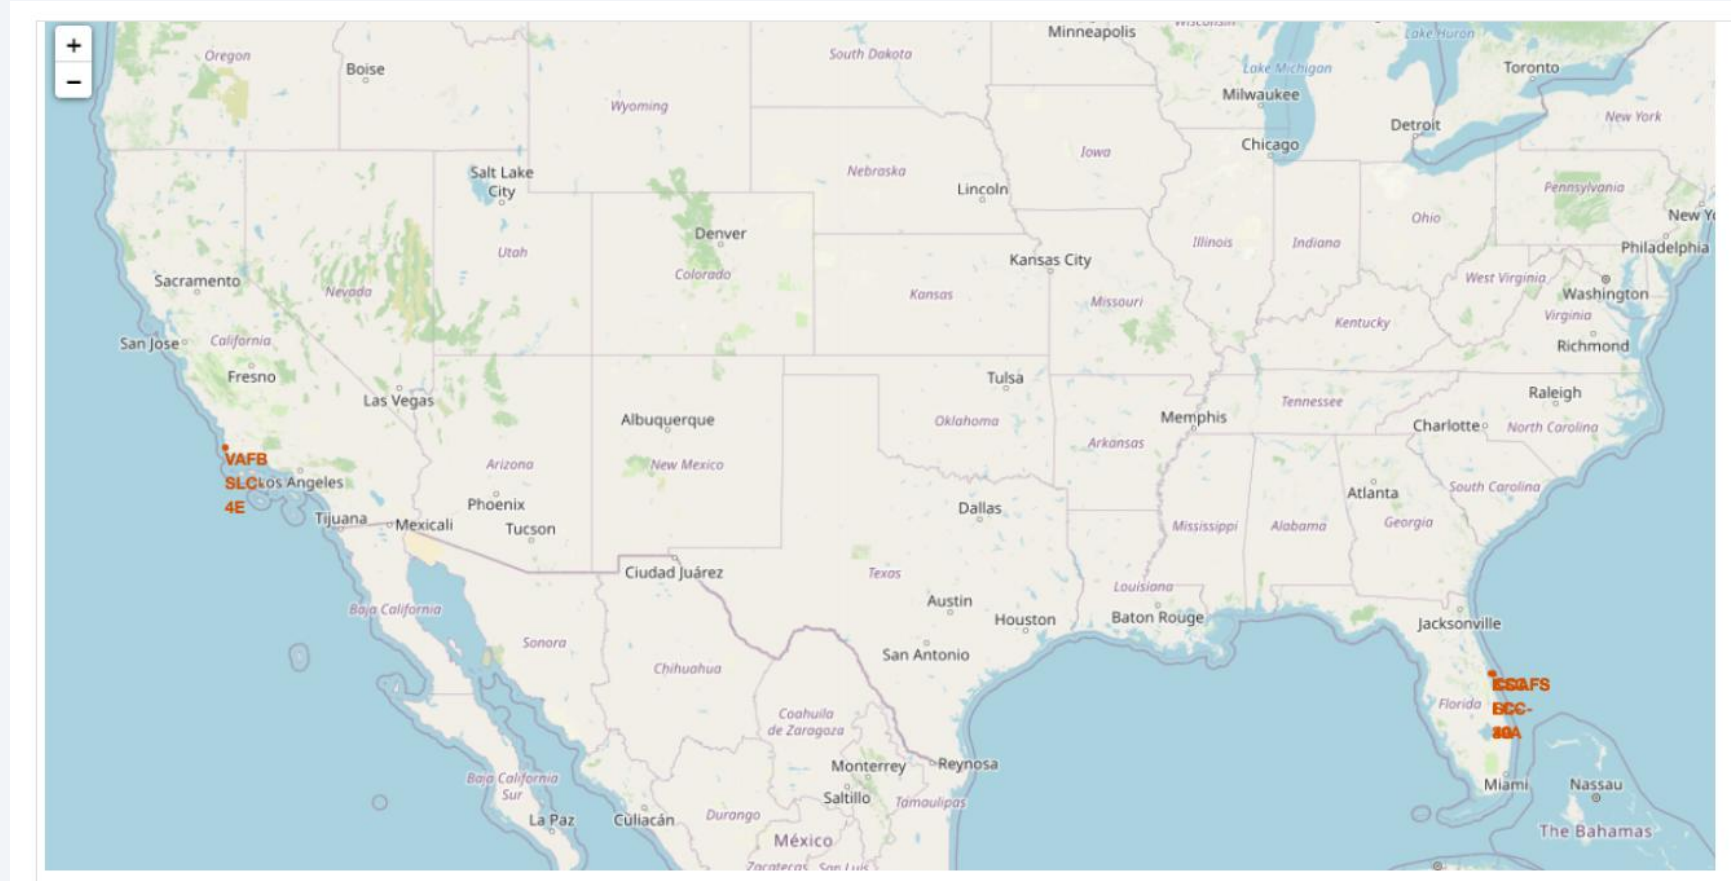 +
−
Oregon
Boise
South Dakota
Minneapolis
Wisconsin
Lake Huron
Lake Michigan
Toronto
Wyoming
Milwaukee
Detroit
New York
Chicago
Iowa
Salt Lake
City
Nebraska
Lincoln
Pennsylvania
New Yo
Denver
Ohio
Utah
Illinois
Indiana
Philadelphia
Sacramento
Colorado
Kansas City
West Virginia
Nevada
Kansas
Missouri
Washington
Virginia
San Jose
California
Kentucky
Richmond
Fresno
Tulsa
Las Vegas
Raleigh
Albuquerque
Oklahoma
Memphis
Tennessee
Charlotte
North Carolina
Arkansas
VAFB
SLC-
4E
Los Angeles
Arizona
New Mexico
Phoenix
Dallas
Atlanta
South Carolina
Tijuana
Mexicali
Tucson
Mississippi
Alabama
Georgia
Ciudad Juárez
Texas
Louisiana
Baja California
Austin
Houston
Baton Rouge
Jacksonville
Sonora
San Antonio
Chihuahua
Florida
Coahuila
de Zaragoza
Monterrey
Reynosa
Baja California
Sur
Saltillo
Tamaulipas
Miami
Nassau
La Paz
Culiacán
Durango
México
The Bahamas
Zacatecas
San Luis